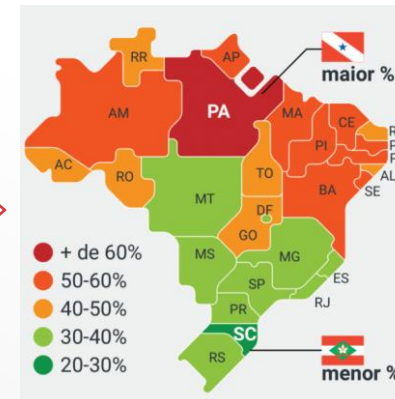 RR
AP
maior %
AM
PA
MA
CE
R
PI
P
P
AC
RO
TO
AL
SE
BA
MT
DF
GO
MS
MG
ES
SP
RJ
PR
SC
RS
+ de 60%
50-60%
40-50%
30-40%
20-30%
menor %